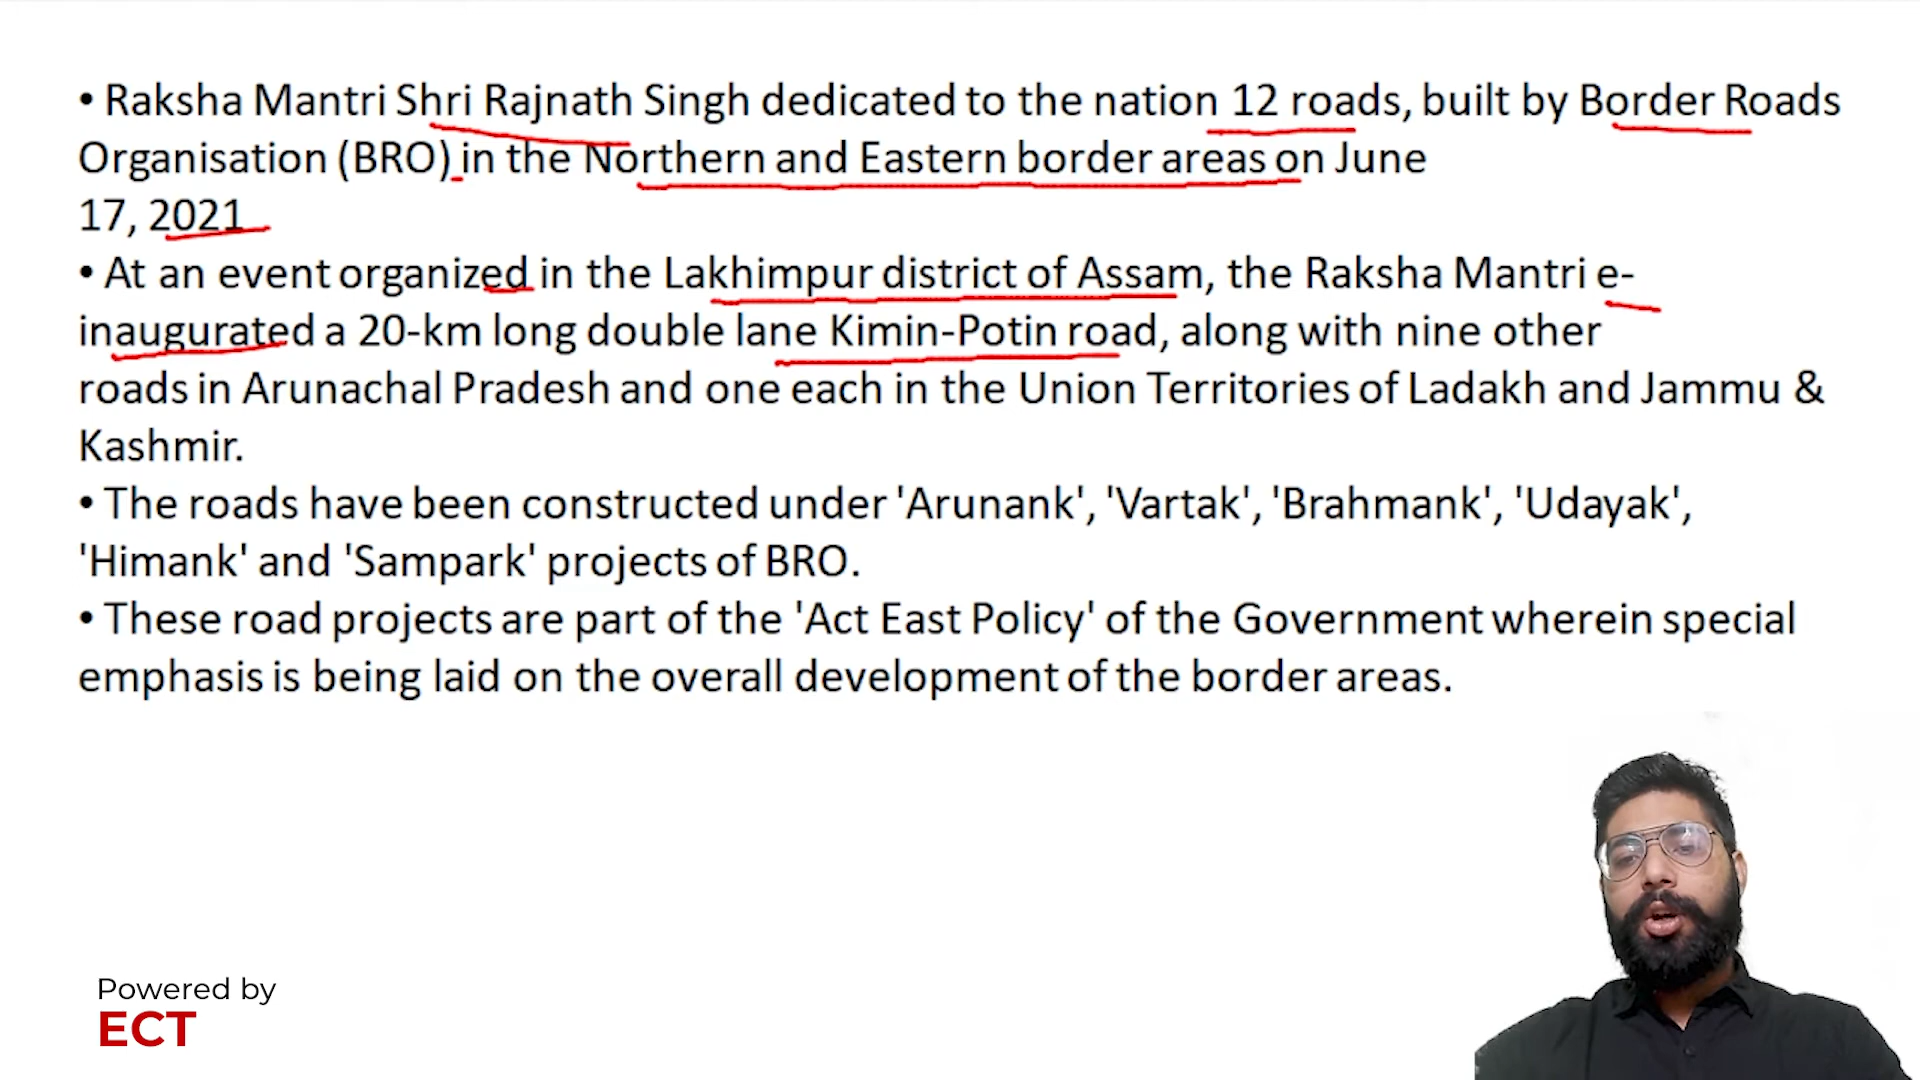 • Raksha Mantri Shri Rajnath Singh dedicated to the nation 12 roads, built by Border Roads
Organisation (BRO) in the Northern and Eastern border areas on June
17, 2021
• At an event organized in the Lakhimpur district of Assam, the Raksha Mantri e-
inaugurated a 20-km long double lane Kimin-Potin road, along with nine other
roads in Arunachal Pradesh and one each in the Union Territories of Ladakh and Jammu &
Kashmir.
• The roads have been constructed under 'Arunank', 'Vartak', 'Brahmank', 'Udayak',
'Himank' and 'Sampark' projects of BRO.
• These road projects are part of the 'Act East Policy' of the Government wherein special
emphasis is being laid on the overall development of the border areas.
Powered by
ECT